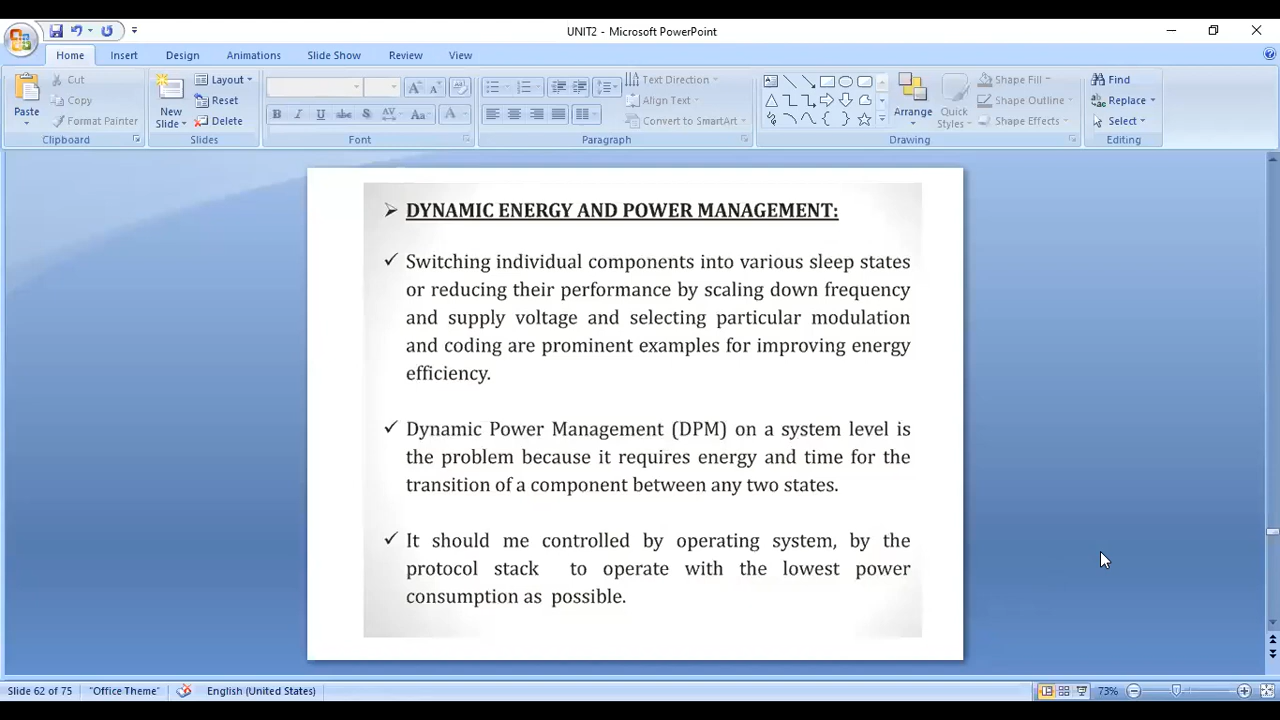 UNIT2 - Microsoft PowerPoint
Home Insert Design Animations Slide Show Review View
Paste
Cut
Copy
Format Painter
Clipboard
New Slide
Layout
Reset
Delete
Slides
B I U abc S AV Aa A
Font
Text Direction
Align Text
Convert to SmartArt
Paragraph
Arrange
Quick Styles
Shape Fill
Shape Outline
Shape Effects
Drawing
Find
Replace
Select
Editing
DYNAMIC ENERGY AND POWER MANAGEMENT:
Switching individual components into various sleep states
or reducing their performance by scaling down frequency
and supply voltage and selecting particular modulation
and coding are prominent examples for improving energy
efficiency.
Dynamic Power Management (DPM) on a system level is
the problem because it requires energy and time for the
transition of a component between any two states.
It should me controlled by operating system, by the
protocol stack to operate with the lowest power
consumption as possible.
Slide 62 of 75 "Office Theme" English (United States) 73%